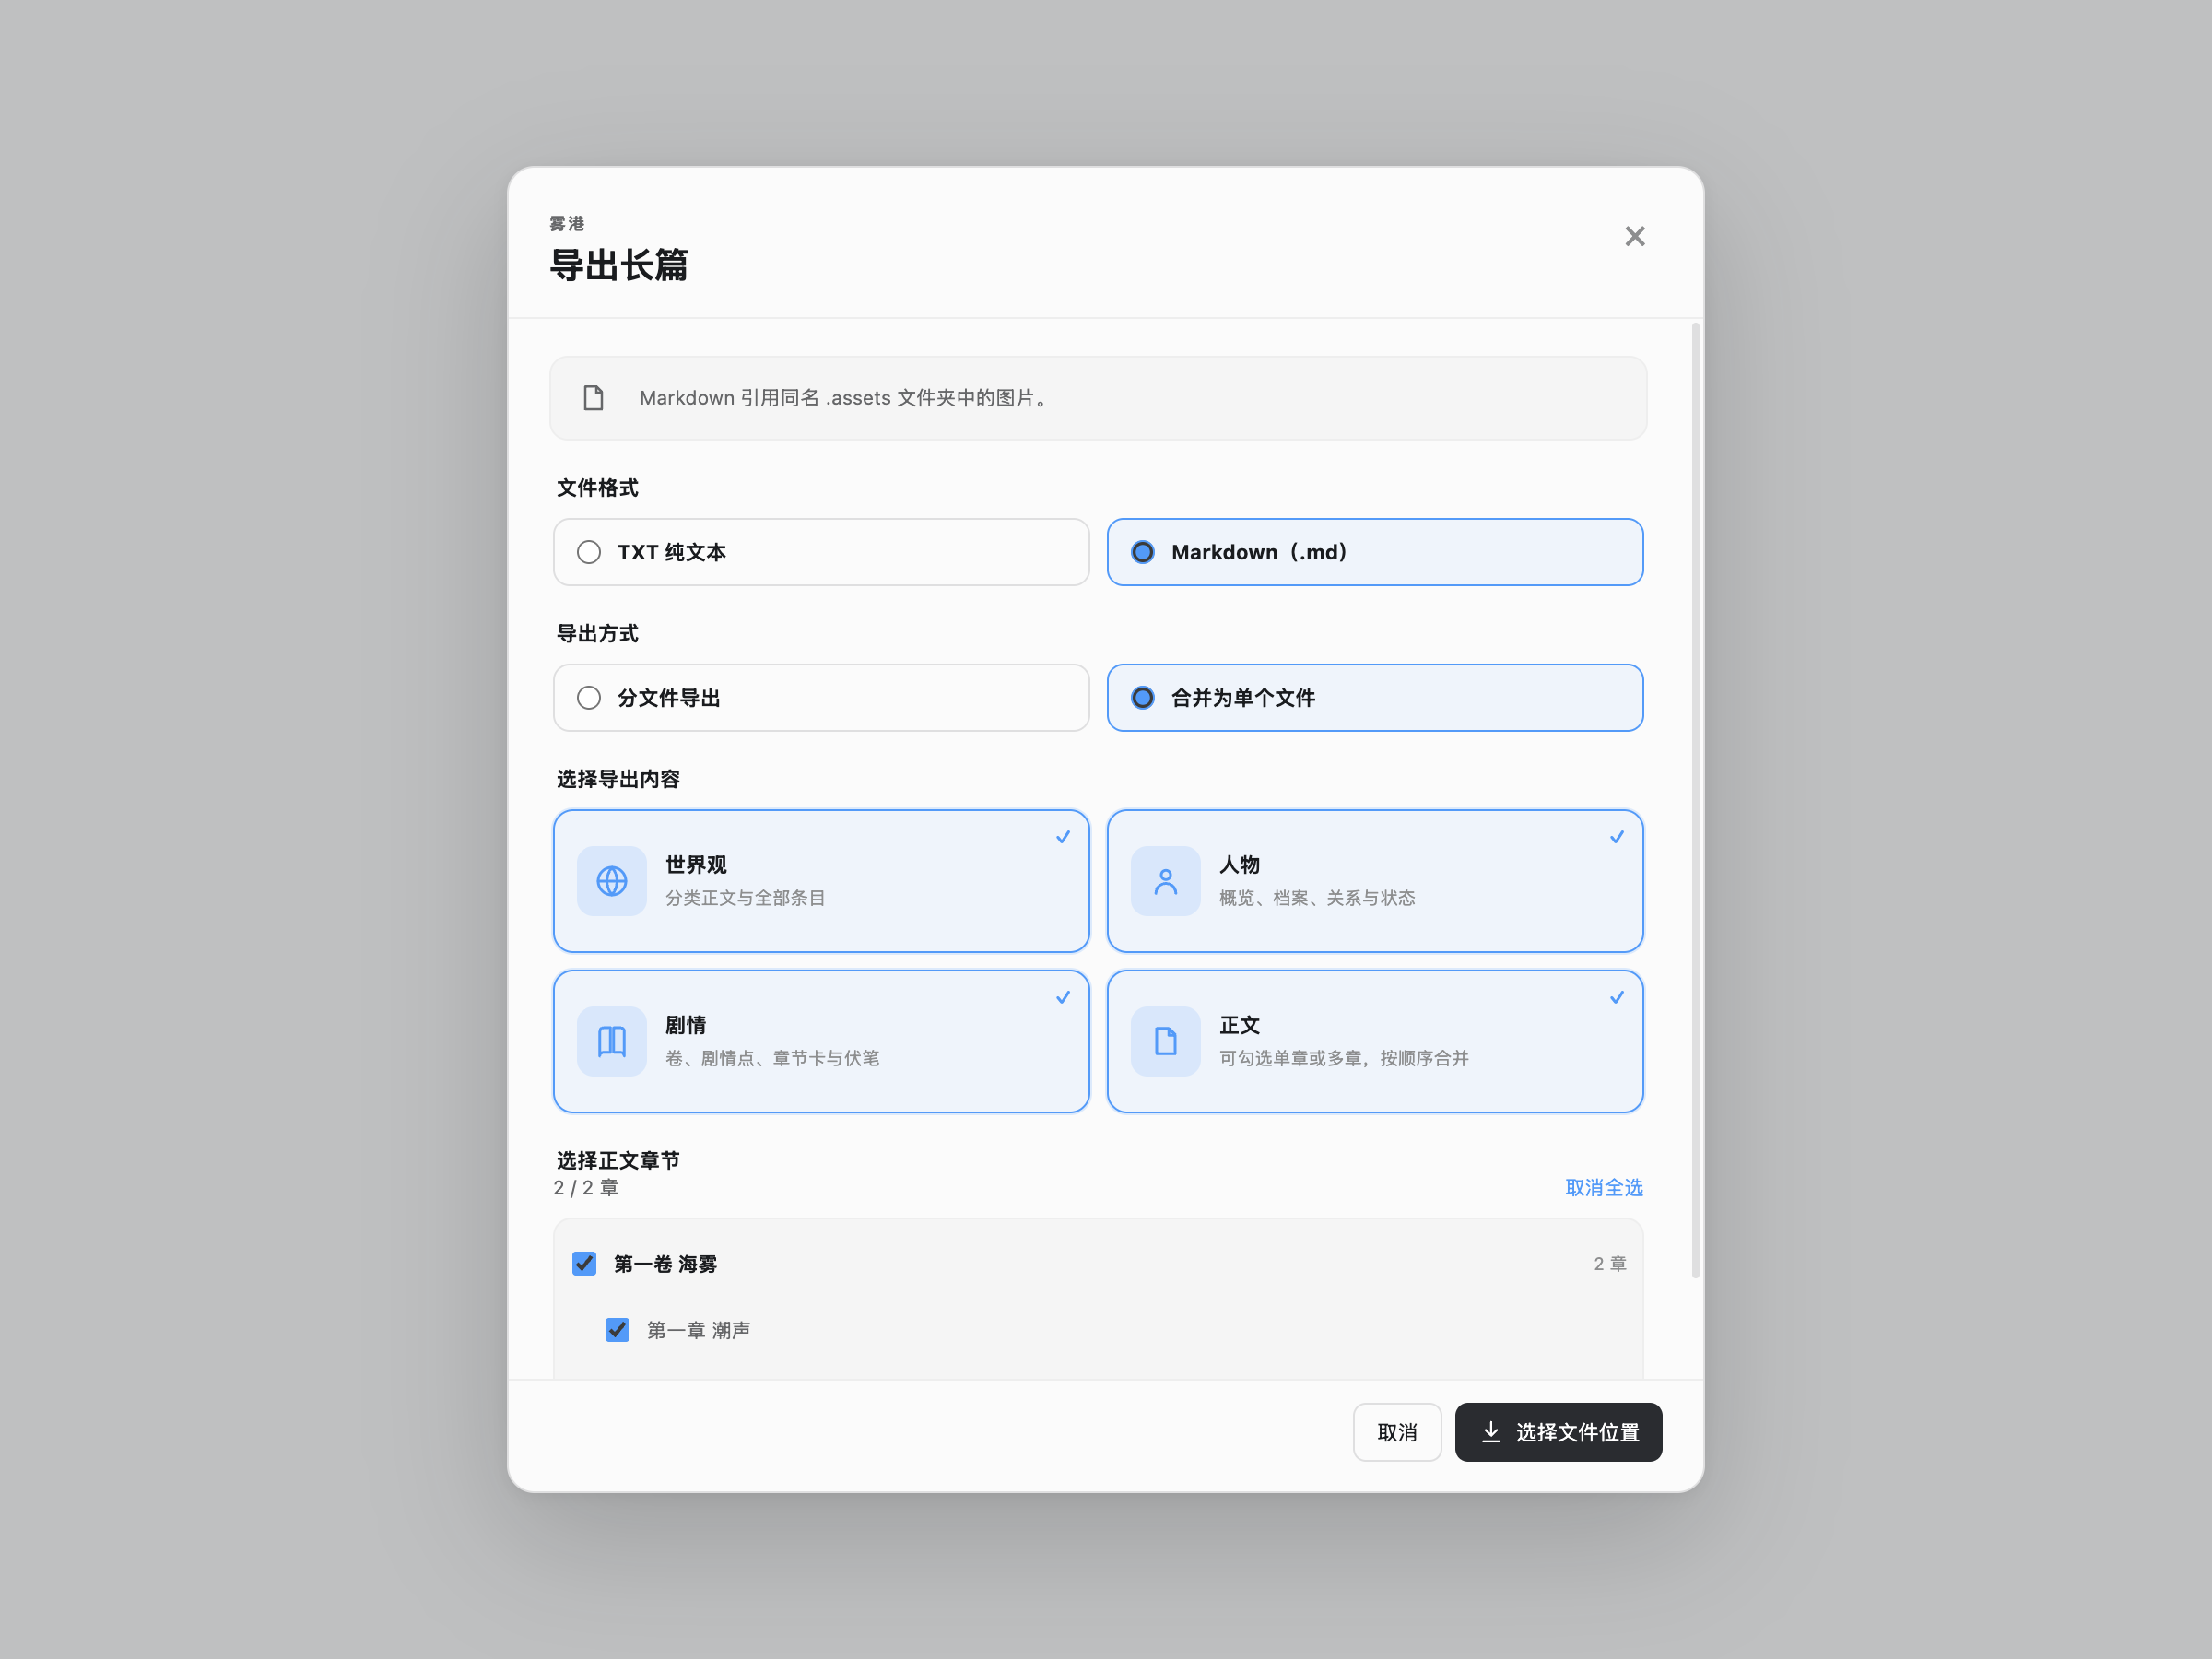 雾港
导出长篇
Markdown 引用同名 .assets 文件夹中的图片。
文件格式
TXT 纯文本
Markdown（.md）
导出方式
分文件导出
合并为单个文件
选择导出内容
世界观
分类正文与全部条目
人物
概览、档案、关系与状态
剧情
卷、剧情点、章节卡与伏笔
正文
可勾选单章或多章，按顺序合并
选择正文章节
2 / 2 章
取消全选
第一卷 海雾
2 章
第一章 潮声
取消
选择文件位置